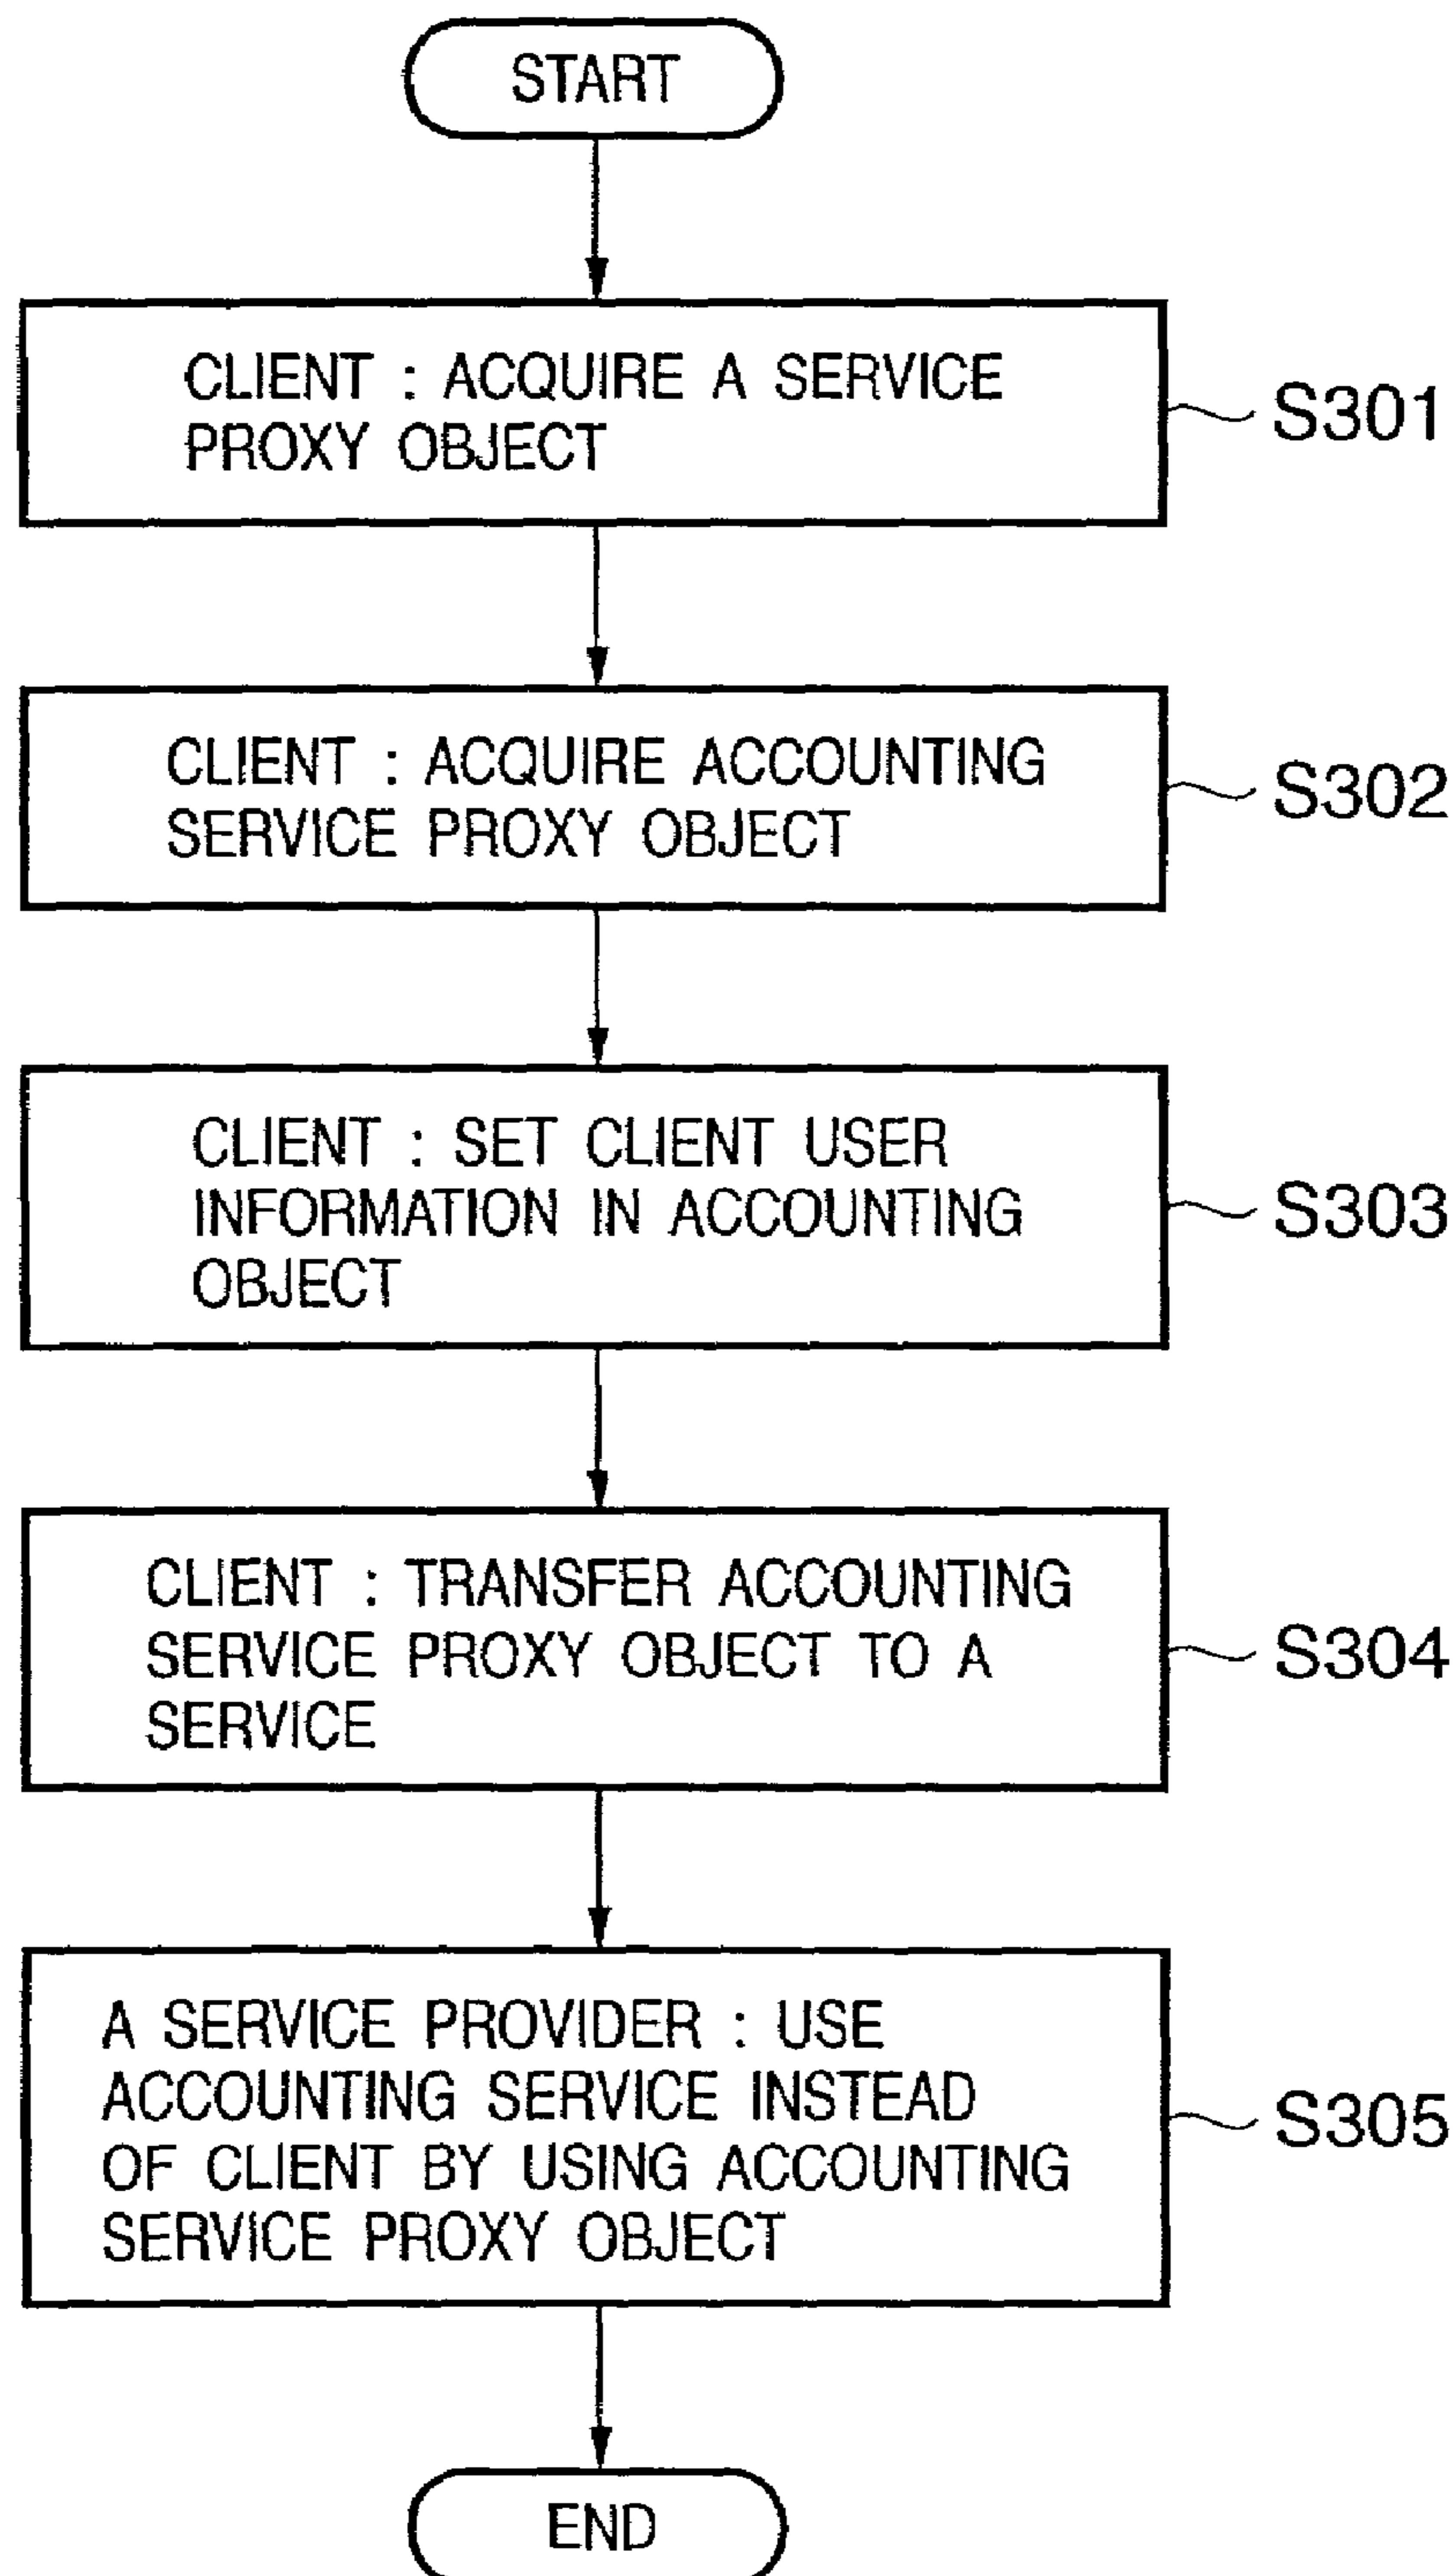 START
CLIENT : ACQUIRE A SERVICE
PROXY OBJECT
S301
CLIENT : ACQUIRE ACCOUNTING
SERVICE PROXY OBJECT
S302
CLIENT : SET CLIENT USER
INFORMATION IN ACCOUNTING
OBJECT
S303
CLIENT : TRANSFER ACCOUNTING
SERVICE PROXY OBJECT TO A
SERVICE
S304
A SERVICE PROVIDER : USE
ACCOUNTING SERVICE INSTEAD
OF CLIENT BY USING ACCOUNTING
SERVICE PROXY OBJECT
S305
END